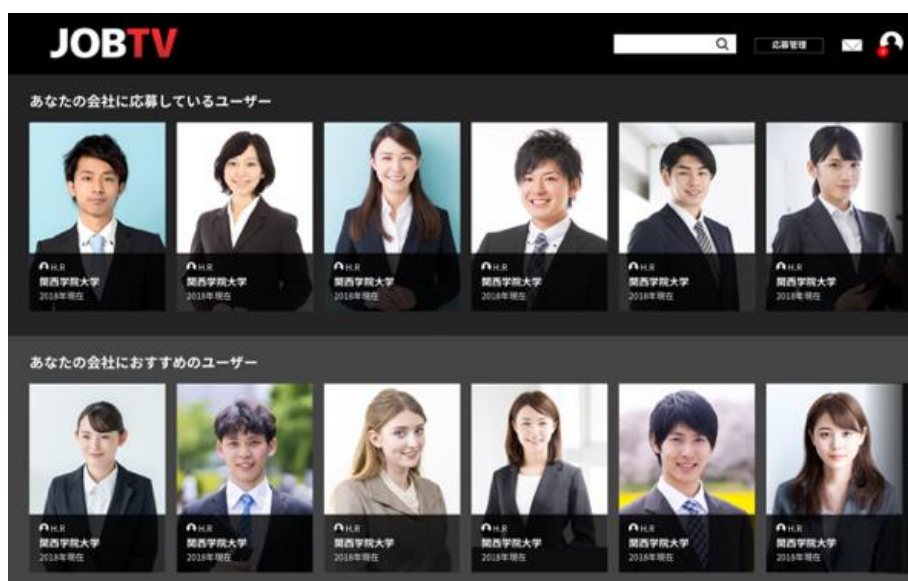 JOBTV
応募管理
あなたの会社に応募しているユーザー
H.R
関西学院大学
2018年現在
H.R
関西学院大学
2018年現在
H.R
関西学院大学
2018年現在
H.R
関西学院大学
2018年現在
H.R
関西学院大学
2018年現在
H.R
関西学院大学
2018年現在
あなたの会社におすすめのユーザー
H.R
関西学院大学
2018年現在
H.R
関西学院大学
2018年現在
H.R
関西学院大学
2018年現在
H.R
関西学院大学
2018年現在
H.R
関西学院大学
2018年現在
H.R
関西学院大学
2018年現在